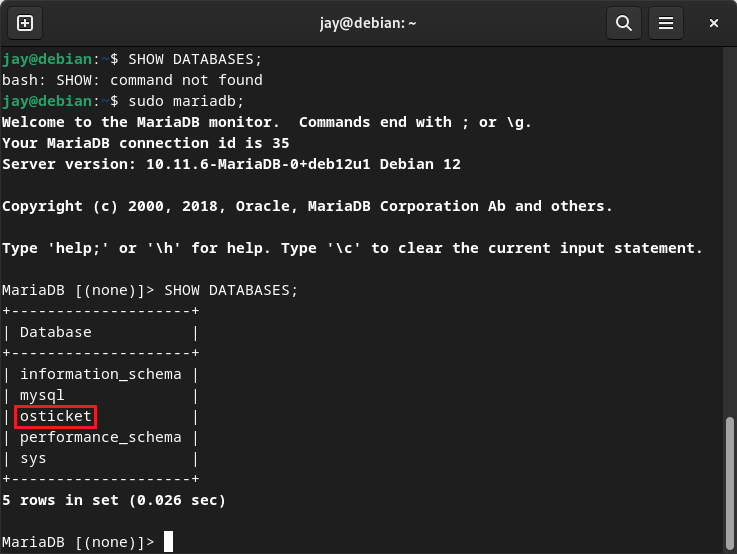 jay@debian: ~
jay@debian:~$ SHOW DATABASES;
bash: SHOW: command not found
jay@debian:~$ sudo mariadb;
Welcome to the MariaDB monitor.  Commands end with ; or \g.
Your MariaDB connection id is 35
Server version: 10.11.6-MariaDB-0+deb12u1 Debian 12
Copyright (c) 2000, 2018, Oracle, MariaDB Corporation Ab and others.
Type 'help;' or '\h' for help. Type '\c' to clear the current input statement.
MariaDB [(none)]> SHOW DATABASES;
+--------------------+
| Database           |
+--------------------+
| information_schema |
| mysql              |
| osticket           |
| performance_schema |
| sys                |
+--------------------+
5 rows in set (0.026 sec)
MariaDB [(none)]>